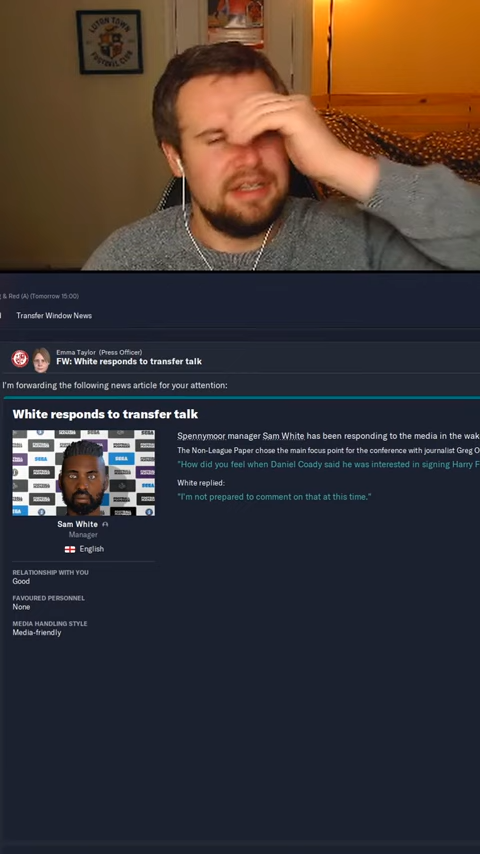 LUTON TOWN
FOOTBALL CLUB
& Red (A) (Tomorrow 15:00)
Transfer Window News
Emma Taylor (Press Officer)
FW: White responds to transfer talk
I'm forwarding the following news article for your attention:
White responds to transfer talk
Spennymoor manager Sam White has been responding to the media in the wak
The Non-League Paper chose the main focus point for the conference with journalist Greg O
"How did you feel when Daniel Coady said he was interested in signing Harry F
White replied:
"I'm not prepared to comment on that at this time."
SEGA
SEGA
SEGA
Sam White
Manager
English
RELATIONSHIP WITH YOU
Good
FAVOURED PERSONNEL
None
MEDIA HANDLING STYLE
Media-friendly